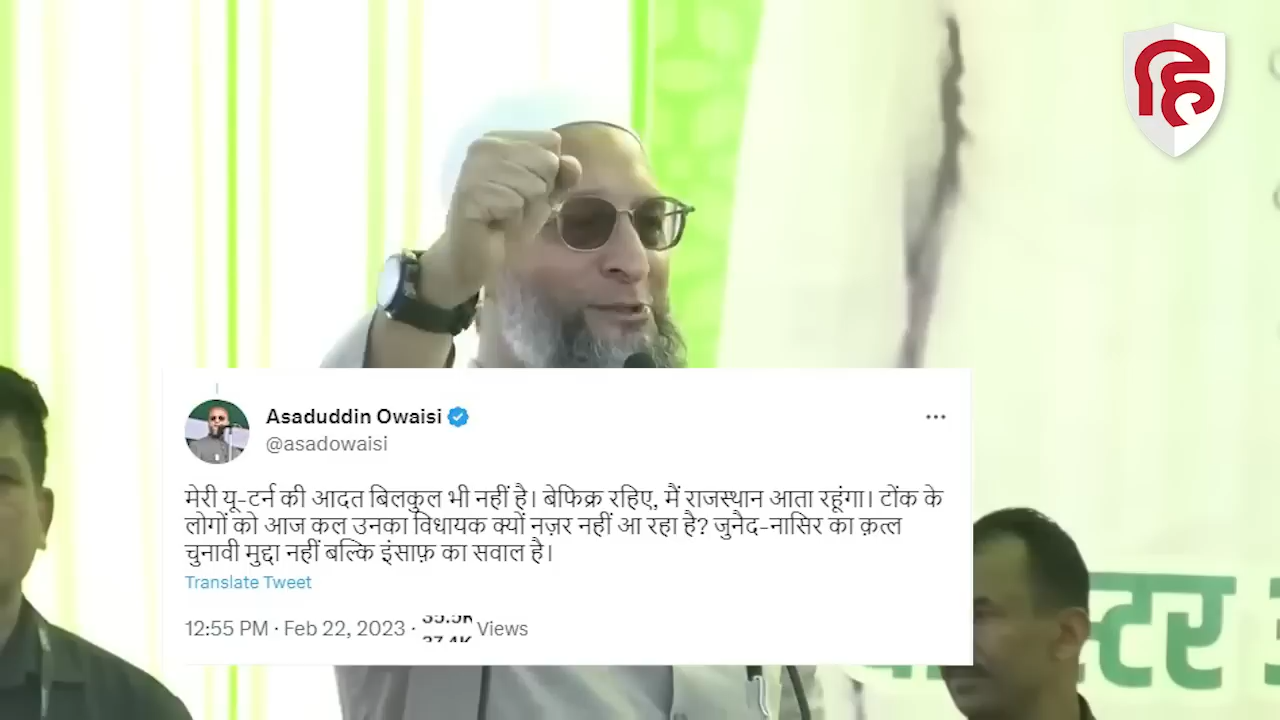 हि
Asaduddin Owaisi
@asadowaisi
मेरी यू-टर्न की आदत बिलकुल भी नहीं है। बेफिक्र रहिए, मैं राजस्थान आता रहूंगा। टोंक के
लोगों को आज कल उनका विधायक क्यों नज़र नहीं आ रहा है? जुनैद-नासिर का क़त्ल
चुनावी मुद्दा नहीं बल्कि इंसाफ़ का सवाल है।
Translate Tweet
12:55 PM · Feb 22, 2023 · Views